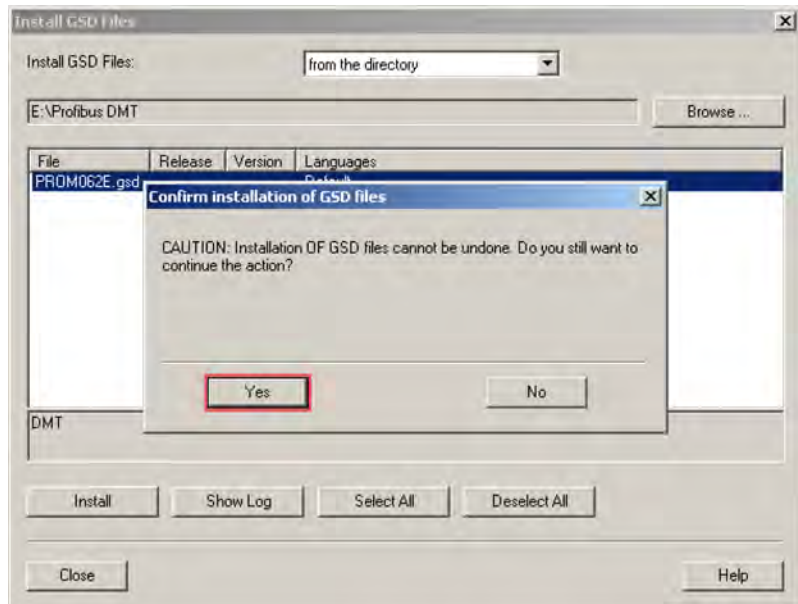 Install GSD Files
Install GSD Files:
from the directory
E:\Profibus DMT
Browse ...
File Release Version Languages
PROM062E.gsd Default
Confirm installation of GSD files
CAUTION: Installation OF GSD files cannot be undone. Do you still want to
continue the action?
Yes No
DMT
Install Show Log Select All Deselect All
Close Help